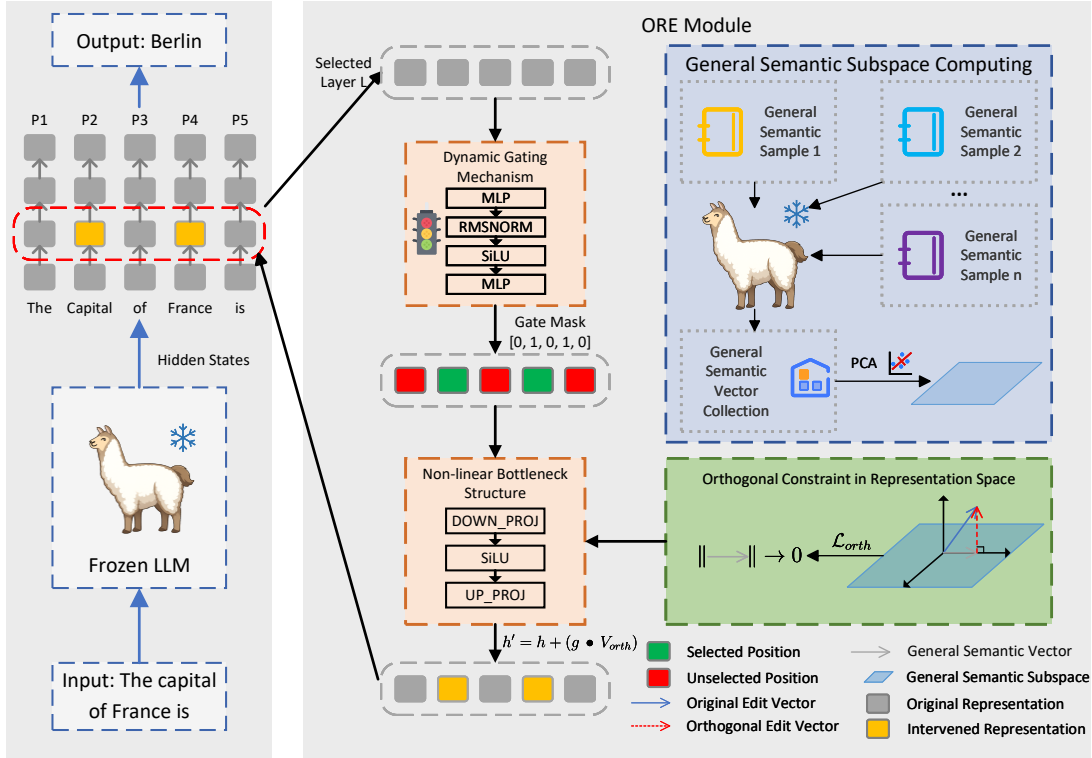 Output: Berlin
P1 P2 P3 P4 P5
The Capital of France is
Hidden States
Frozen LLM
Input: The capital
of France is
ORE Module
Selected
Layer L
Dynamic Gating
Mechanism
MLP
RMSNORM
SiLU
MLP
Gate Mask
[0, 1, 0, 1, 0]
Non-linear Bottleneck
Structure
DOWN_PROJ
SiLU
UP_PROJ
h′ = h + (g • V_orth)
General Semantic Subspace Computing
General
Semantic
Sample 1
General
Semantic
Sample 2
...
General
Semantic
Sample n
General
Semantic
Vector
Collection
PCA
Orthogonal Constraint in Representation Space
‖ ‖ → 0
ℒ_orth
Selected Position
Unselected Position
Original Edit Vector
Orthogonal Edit Vector
General Semantic Vector
General Semantic Subspace
Original Representation
Intervened Representation